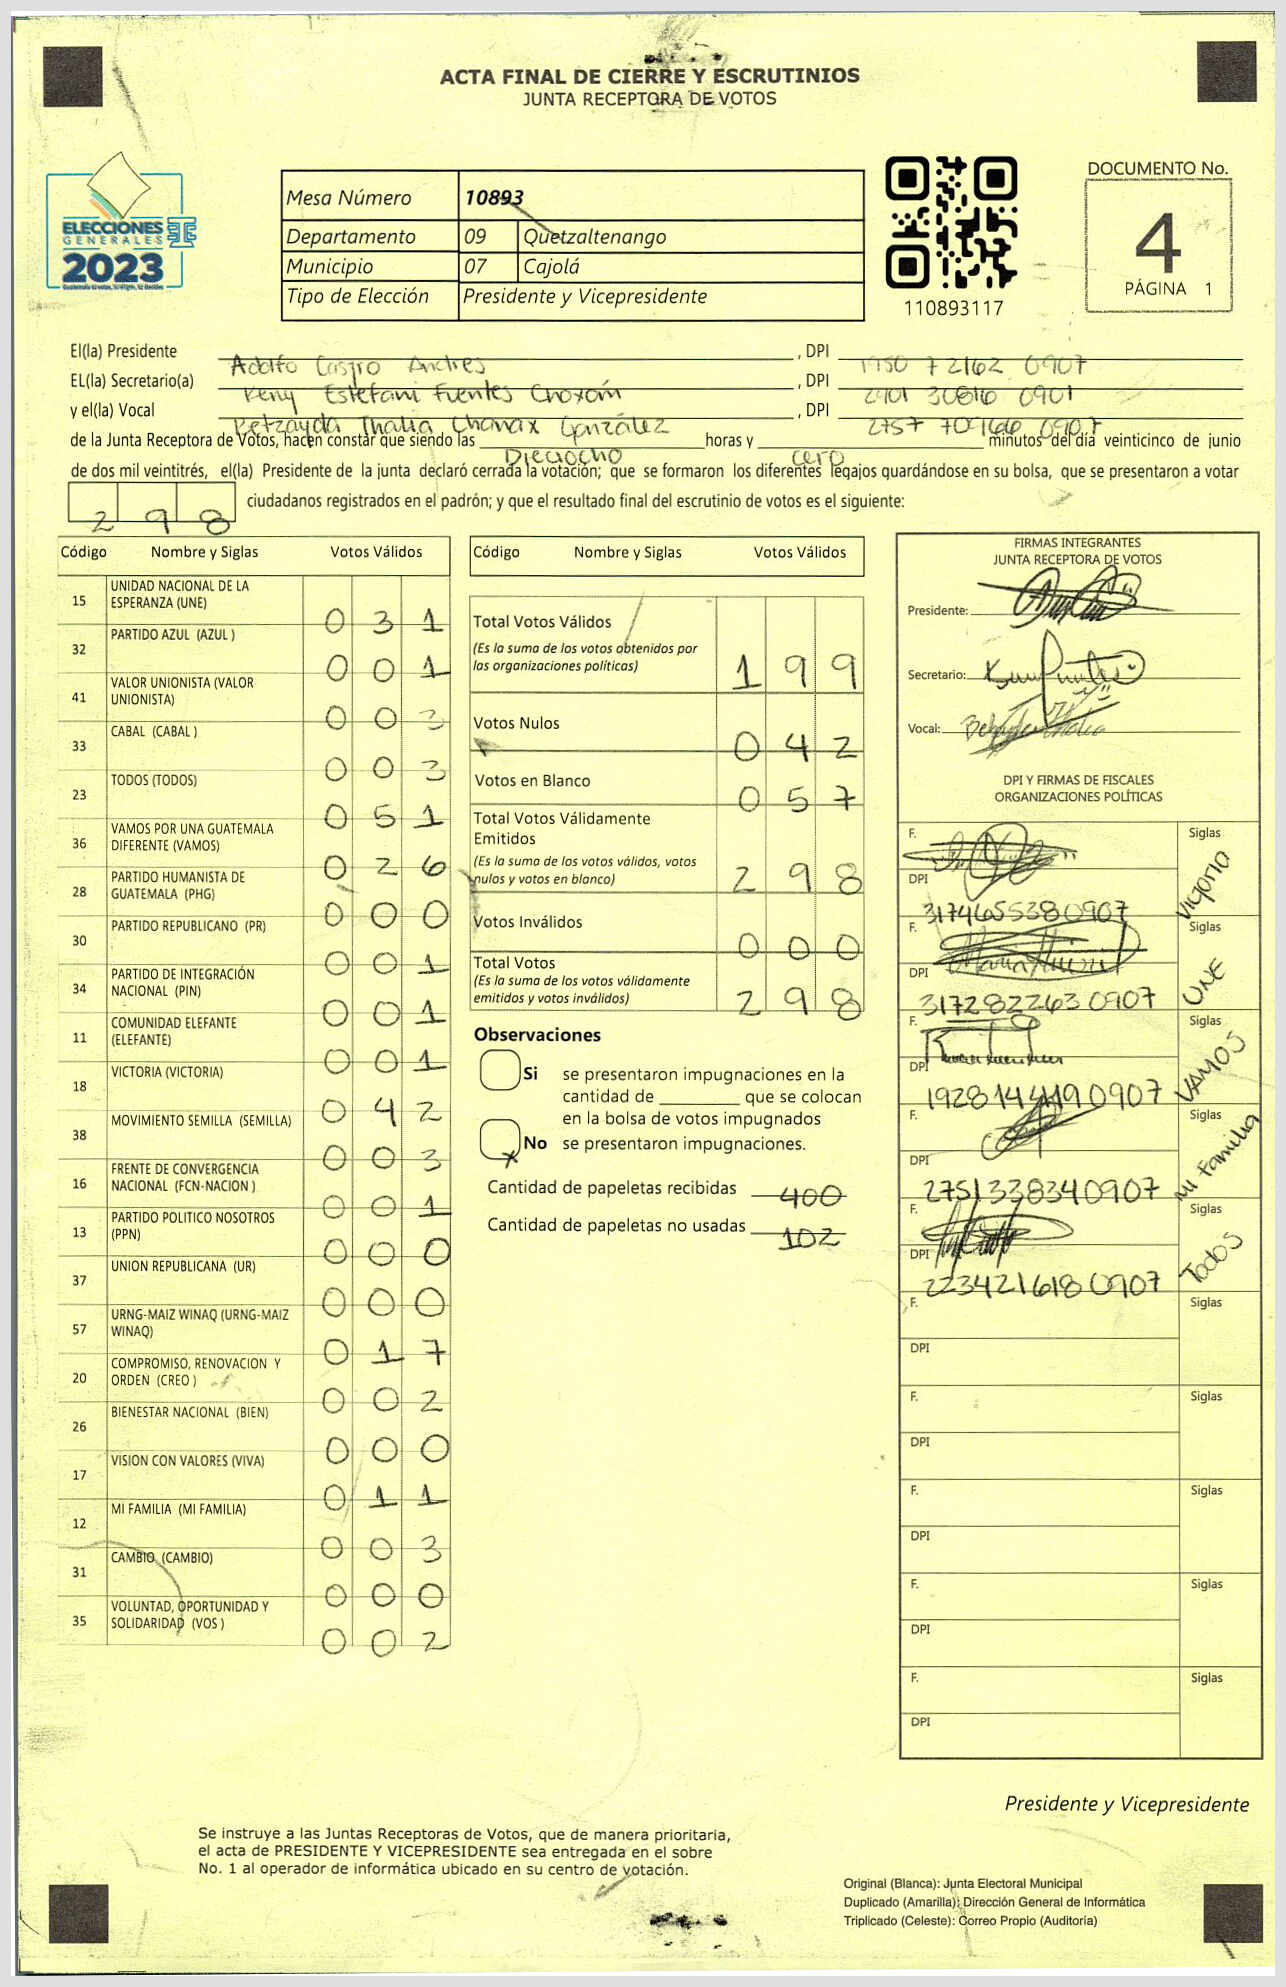 ACTA FINAL DE CIERRE Y ESCRUTINIOS
JUNTA RECEPTORA DE VOTOS
ELECCIONES
GENERALES
2023
Mesa Número 10893
Departamento 09 Quetzaltenango
Municipio 07 Cajolá
Tipo de Elección Presidente y Vicepresidente
110893117
DOCUMENTO No.
4
PÁGINA 1
El(la) Presidente Adolfo Castro Andres, DPI 1950 72162 0907
EL(la) Secretario(a) Keny Estefani Fuentes Choxom, DPI 2901 30816 0901
y el(la) Vocal Betzayda Thalia Chanax González, DPI 2757 0907
de la Junta Receptora de Votos, hacen constar que siendo las Dieciocho horas y cero minutos del día veinticinco de junio
de dos mil veintitrés, el(la) Presidente de la junta declaró cerrada la votación; que se formaron los diferentes legajos guardándose en su bolsa, que se presentaron a votar
298 ciudadanos registrados en el padrón; y que el resultado final del escrutinio de votos es el siguiente:
Código Nombre y Siglas Votos Válidos
15 UNIDAD NACIONAL DE LA ESPERANZA (UNE) 0 3 1
32 PARTIDO AZUL (AZUL ) 0 0 1
41 VALOR UNIONISTA (VALOR UNIONISTA) 0 0 3
33 CABAL (CABAL ) 0 0 3
23 TODOS (TODOS) 0 5 1
36 VAMOS POR UNA GUATEMALA DIFERENTE (VAMOS) 0 2 6
28 PARTIDO HUMANISTA DE GUATEMALA (PHG) 0 0 0
30 PARTIDO REPUBLICANO (PR) 0 0 1
34 PARTIDO DE INTEGRACIÓN NACIONAL (PIN) 0 0 1
11 COMUNIDAD ELEFANTE (ELEFANTE) 0 0 1
18 VICTORIA (VICTORIA) 0 4 2
38 MOVIMIENTO SEMILLA (SEMILLA) 0 0 3
16 FRENTE DE CONVERGENCIA NACIONAL (FCN-NACION ) 0 0 1
13 PARTIDO POLITICO NOSOTROS (PPN) 0 0 0
37 UNION REPUBLICANA (UR) 0 0 0
57 URNG-MAIZ WINAQ (URNG-MAIZ WINAQ) 0 1 7
20 COMPROMISO, RENOVACION Y ORDEN (CREO ) 0 0 2
26 BIENESTAR NACIONAL (BIEN) 0 0 0
17 VISION CON VALORES (VIVA) 0 1 1
12 MI FAMILIA (MI FAMILIA) 0 0 3
31 CAMBIO (CAMBIO) 0 0 0
35 VOLUNTAD, OPORTUNIDAD Y SOLIDARIDAD (VOS ) 0 0 2
Código Nombre y Siglas Votos Válidos
Total Votos Válidos 1 9 9
(Es la suma de los votos obtenidos por
las organizaciones políticas)
Votos Nulos 0 4 2
Votos en Blanco 0 5 7
Total Votos Válidamente
Emitidos 2 9 8
(Es la suma de los votos válidos, votos
nulos y votos en blanco)
Votos Inválidos 0 0 0
Total Votos 2 9 8
(Es la suma de los votos válidamente
emitidos y votos inválidos)
Observaciones
Si se presentaron impugnaciones en la
cantidad de ________ que se colocan
en la bolsa de votos impugnados
x No se presentaron impugnaciones.
Cantidad de papeletas recibidas 400
Cantidad de papeletas no usadas 102
FIRMAS INTEGRANTES
JUNTA RECEPTORA DE VOTOS
Presidente:
Secretario:
Vocal:
DPI Y FIRMAS DE FISCALES
ORGANIZACIONES POLÍTICAS
F. Siglas Victoria
DPI 3174655380907
F. Siglas UNE
DPI 3172822630907
F. Siglas VAMOS
DPI 1928144190907
F. Siglas Mi Familia
DPI 2751338340907
F. Siglas Todos
DPI 2234216180907
F. Siglas
DPI
F. Siglas
DPI
F. Siglas
DPI
F. Siglas
DPI
F. Siglas
DPI
Presidente y Vicepresidente
Se instruye a las Juntas Receptoras de Votos, que de manera prioritaria,
el acta de PRESIDENTE Y VICEPRESIDENTE sea entregada en el sobre
No. 1 al operador de informática ubicado en su centro de votación.
Original (Blanca): Junta Electoral Municipal
Duplicado (Amarilla): Dirección General de Informática
Triplicado (Celeste): Correo Propio (Auditoría)